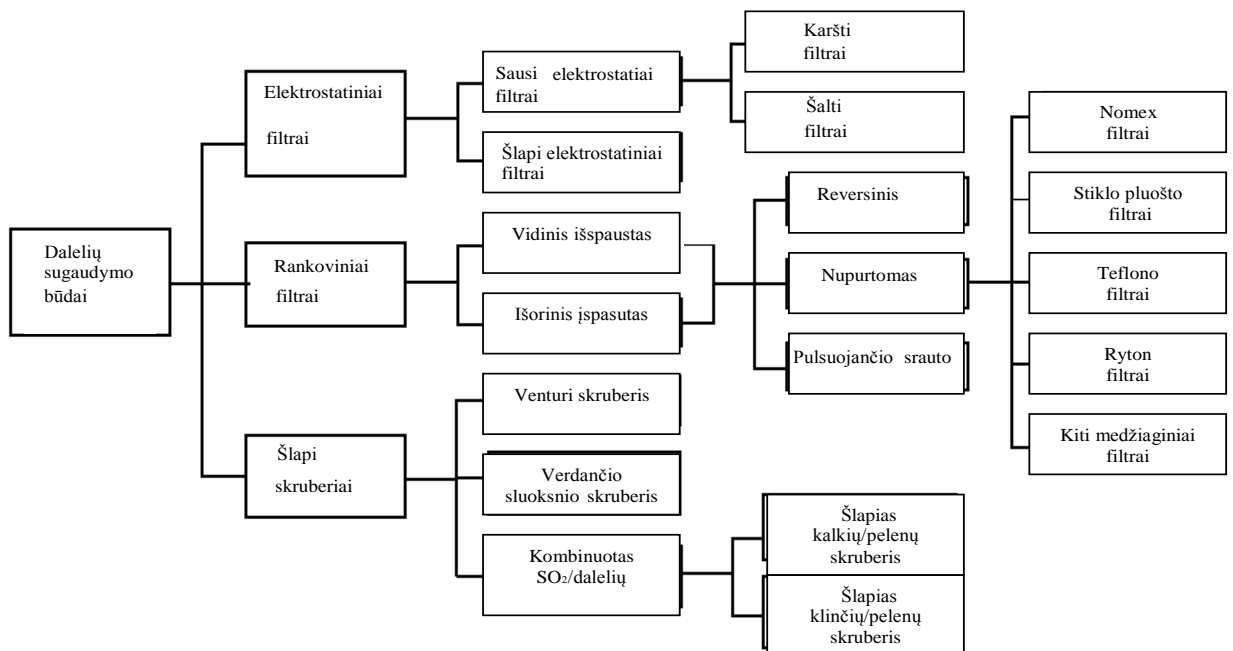 Dalelių
sugaudymo
būdai
Elektrostatiniai
filtrai
Rankoviniai
filtrai
Šlapi
skruberiai
Sausi elektrostatiai
filtrai
Šlapi elektrostatiniai
filtrai
Vidinis išspaustas
Išorinis įspasutas
Venturi skruberis
Verdančio
sluoksnio skruberis
Kombinuotas
SO₂/dalelių
Karšti
filtrai
Šalti
filtrai
Reversinis
Nupurtomas
Pulsuojančio srauto
Šlapias
kalkių/pelenų
skruberis
Šlapias
klinčių/pelenų
skruberis
Nomex
filtrai
Stiklo pluošto
filtrai
Teflono
filtrai
Ryton
filtrai
Kiti medžiaginiai
filtrai